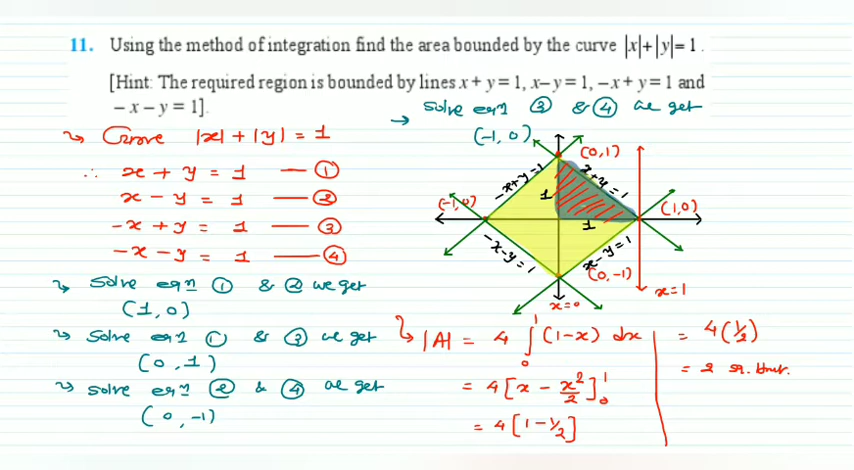 11. Using the method of integration find the area bounded by the curve |x|+|y|= 1 .
[Hint: The required region is bounded by lines x + y = 1, x– y = 1, –x + y = 1 and
– x – y = 1].
→ solve eqn ③ & ④ we get
(-1, 0)
Curve |x| + |y| = 1
∴ x + y = 1 — ①
x - y = 1 — ②
-x + y = 1 — ③
-x - y = 1 — ④
solve eqn ① & ② we get
(1, 0)
solve eqn ① & ③ we get
(0, 1)
solve eqn ② & ④ we get
(0, -1)
(0,1)
-x+y=1
x+y=1
1
(-1,0)
(1,0)
1
-x-y=1
x-y=1
(0,-1)
x=0
x=1
|A| = 4 ∫₀¹ (1-x) dx
= 4[x - x²/2]₀¹
= 4[1-1/2]
= 4(1/2)
= 2 sq. unit.